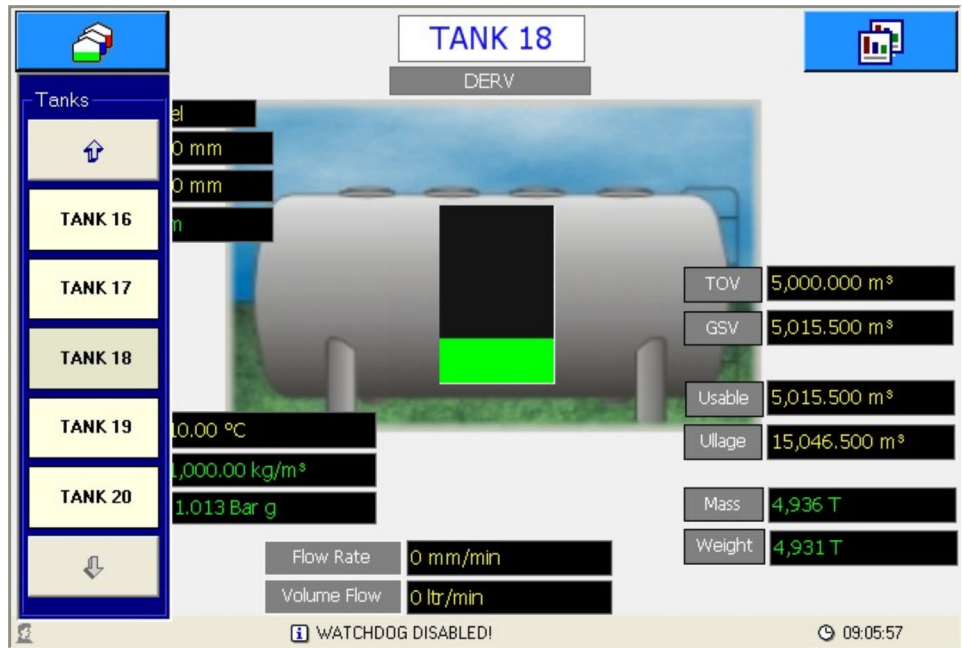 TANK 18
DERV
Tanks
el
0 mm
0 mm
TANK 16
m
TANK 17
TOV 5,000.000 m³
GSV 5,015.500 m³
TANK 18
Usable 5,015.500 m³
TANK 19
10.00 °C
Ullage 15,046.500 m³
1,000.00 kg/m³
TANK 20
1.013 Bar g
Mass 4,936 T
Weight 4,931 T
Flow Rate 0 mm/min
Volume Flow 0 ltr/min
WATCHDOG DISABLED!
09:05:57